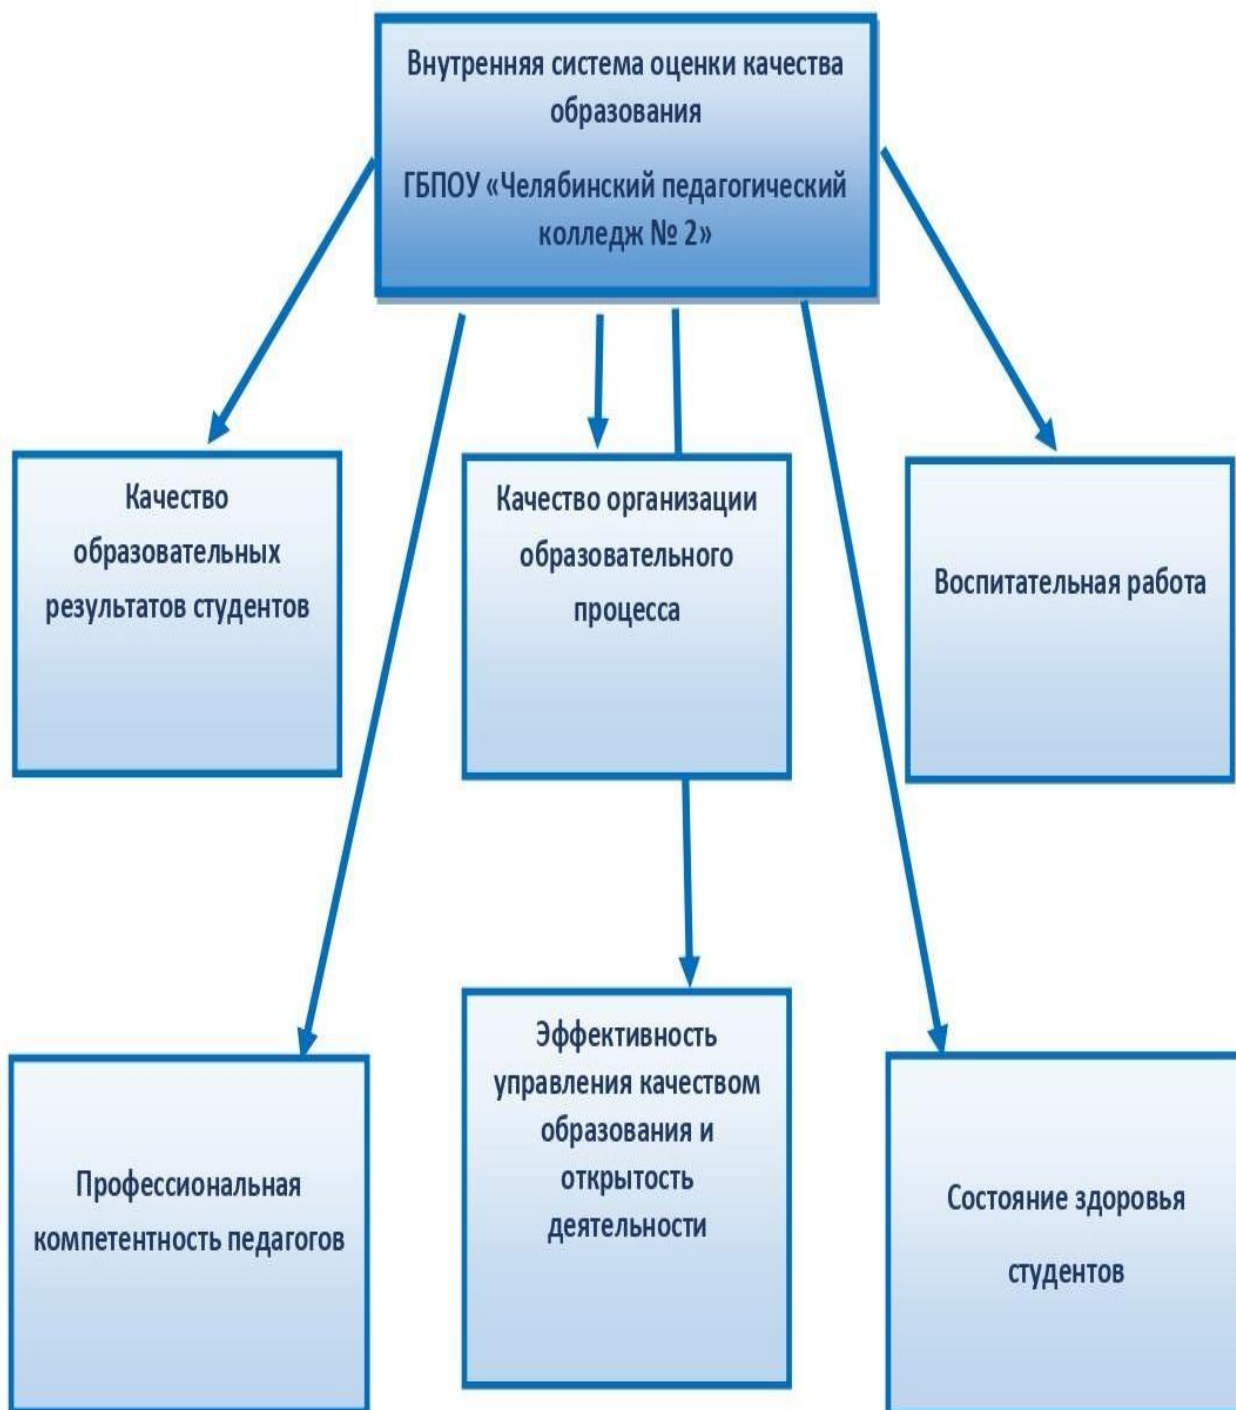 Внутренняя система оценки качества
образования
ГБПОУ «Челябинский педагогический
колледж № 2»
Качество
образовательных
результатов студентов
Качество организации
образовательного
процесса
Воспитательная работа
Профессиональная
компетентность педагогов
Эффективность
управления качеством
образования и
открытость
деятельности
Состояние здоровья
студентов